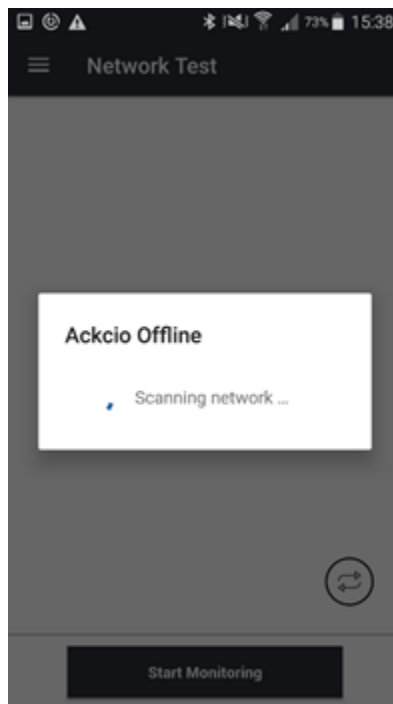 73% 15:38
Network Test
Ackcio Offline
Scanning network ...
Start Monitoring